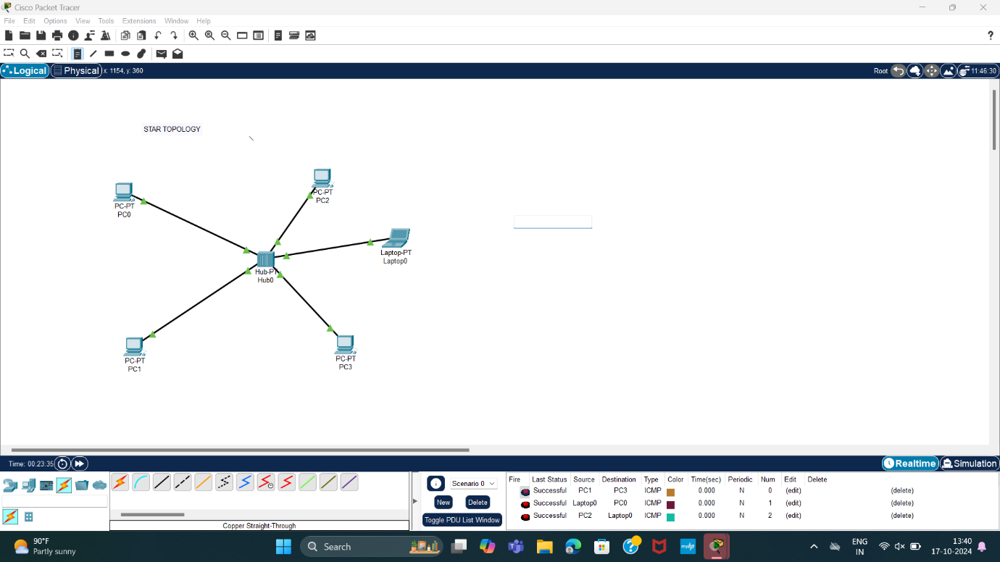 Cisco Packet Tracer
File Edit Options View Tools Extensions Window Help
?
Logical Physical x: 1154, y: 360 Root 11:46:30
STAR TOPOLOGY
PC-PT
PC2
PC-PT
PC0
Laptop-PT
Laptop0
Hub-PT
Hub0
PC-PT
PC1
PC-PT
PC3
Time: 00:23:35 Realtime Simulation
Scenario 0
New Delete
Toggle PDU List Window
Fire Last Status Source Destination Type Color Time(sec) Periodic Num Edit Delete
Successful PC1 PC3 ICMP 0.000 N 0 (edit) (delete)
Successful Laptop0 PC0 ICMP 0.000 N 1 (edit) (delete)
Successful PC2 Laptop0 ICMP 0.000 N 2 (edit) (delete)
Copper Straight-Through
90°F
Partly sunny
Search
myhp
ENG
IN
13:40
17-10-2024